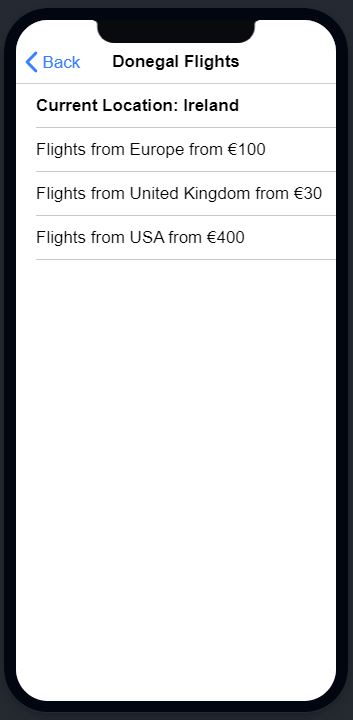 Back
Donegal Flights
Current Location: Ireland
Flights from Europe from €100
Flights from United Kingdom from €30
Flights from USA from €400